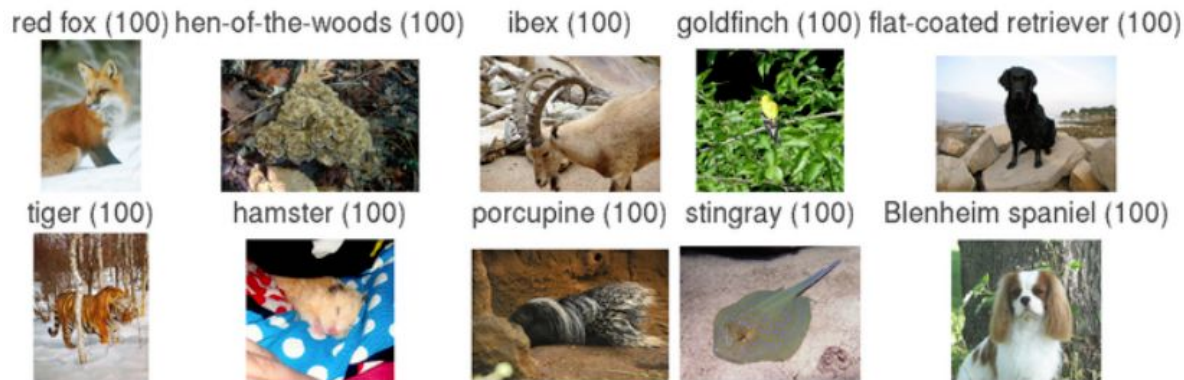 red fox (100) hen-of-the-woods (100) ibex (100) goldfinch (100) flat-coated retriever (100)
tiger (100) hamster (100) porcupine (100) stingray (100) Blenheim spaniel (100)